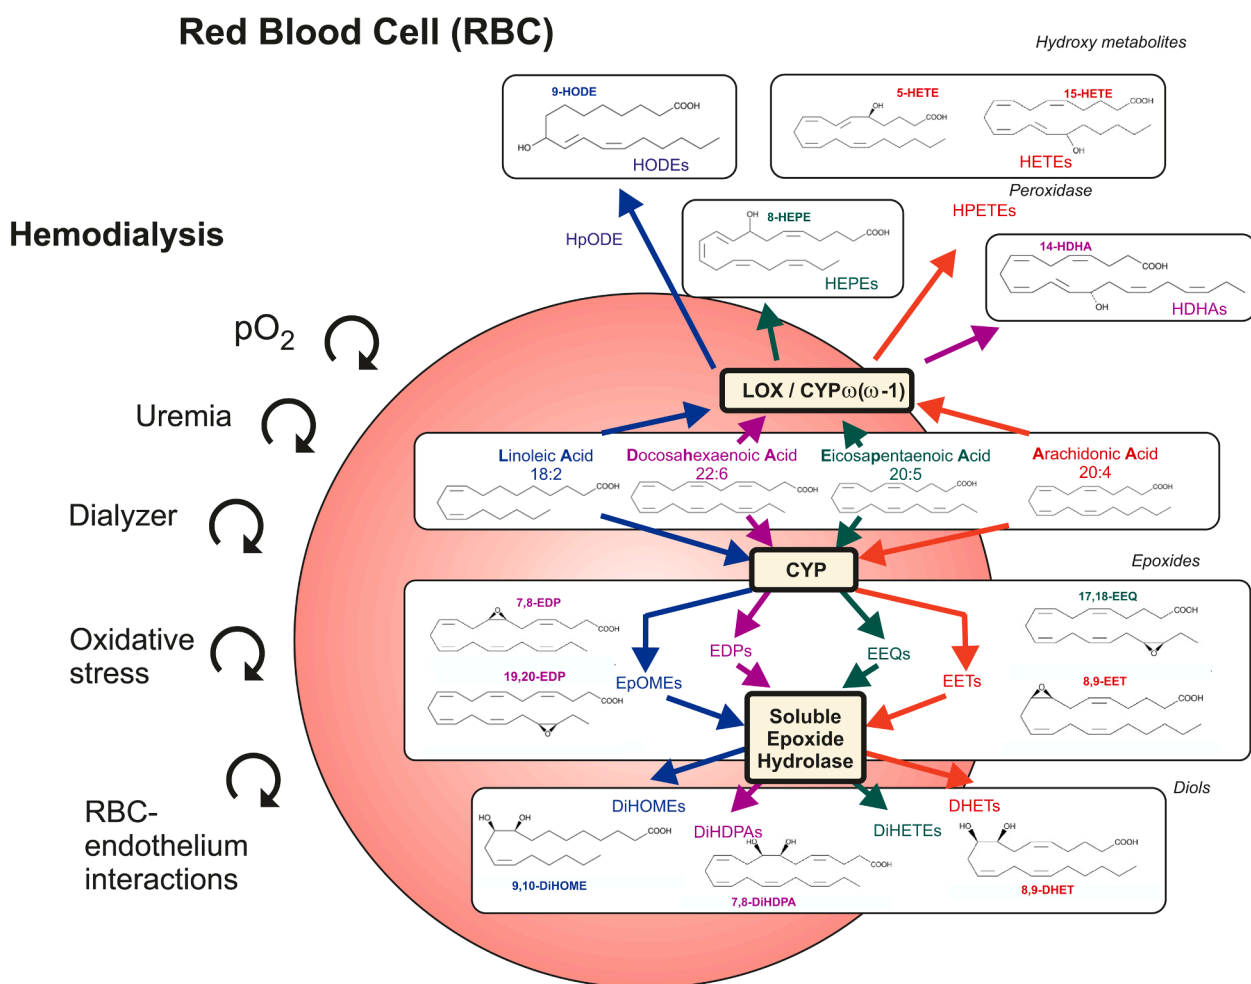 Red Blood Cell (RBC)
Hydroxy metabolites
9-HODE
COOH
HO
HODEs
5-HETE
OH
COOH
15-HETE
COOH
OH
HETEs
Peroxidase
HPETEs
HpODE
OH
8-HEPE
COOH
HEPEs
14-HDHA
COOH
OH
HDHAs
Hemodialysis
pO2
Uremia
Dialyzer
Oxidative
stress
RBC-
endothelium
interactions
LOX / CYPω(ω-1)
Linoleic Acid
18:2
COOH
Docosahexaenoic Acid
22:6
COOH
Eicosapentaenoic Acid
20:5
COOH
Arachidonic Acid
20:4
COOH
CYP
Epoxides
7,8-EDP
O
COOH
19,20-EDP
COOH
O
EDPs
EEQs
EpOMEs
EETs
17,18-EEQ
COOH
O
8,9-EET
O
COOH
Soluble
Epoxide
Hydrolase
Diols
DiHOMEs
DiHDPAs
DiHETEs
DHETs
HO
OH
COOH
9,10-DiHOME
HO
OH
COOH
7,8-DiHDPA
HO
OH
COOH
8,9-DHET